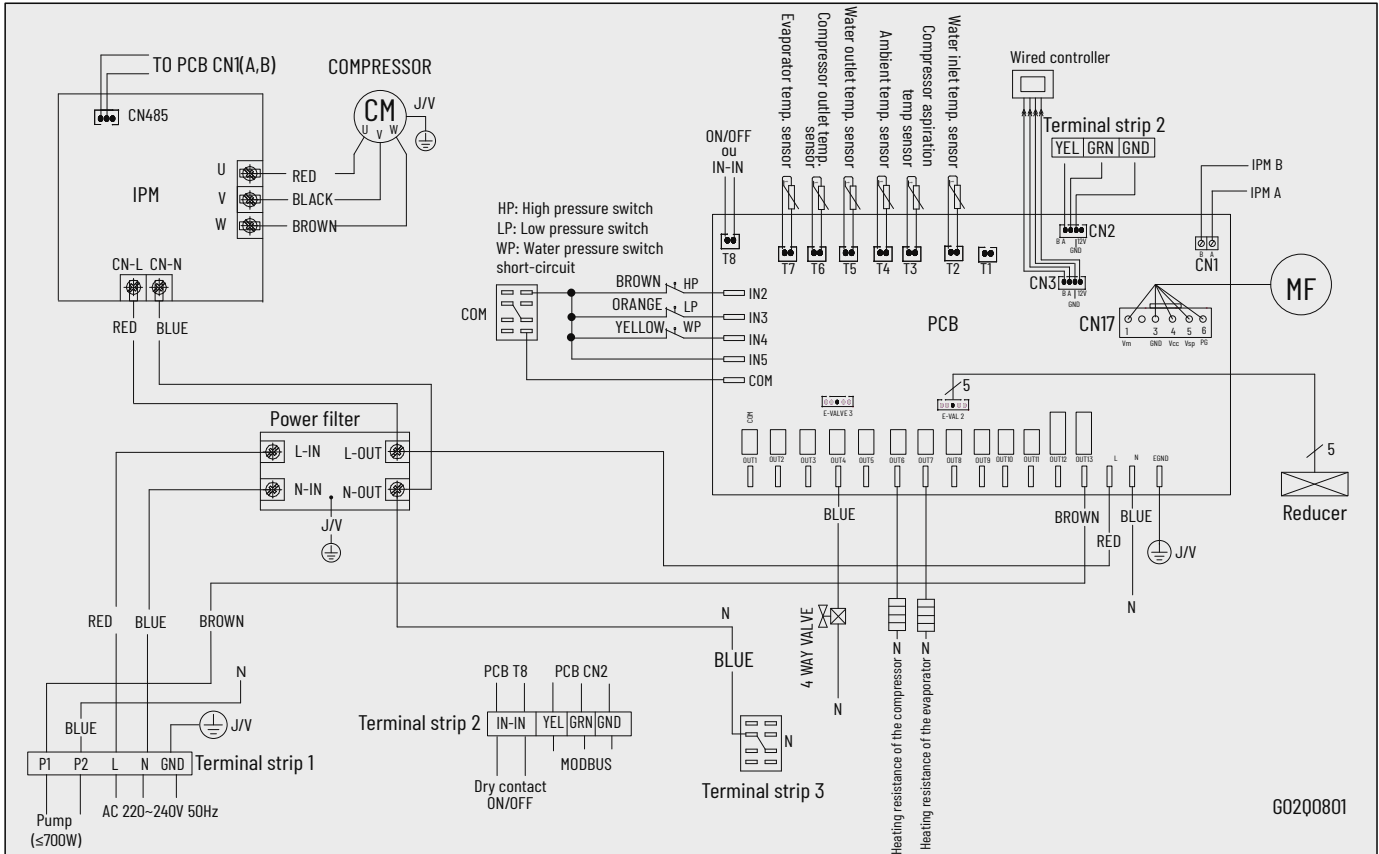 TO PCB CN1(A,B)
CN485
IPM
U
V
W
RED
BLACK
BROWN
CN-L CN-N
RED
BLUE
COMPRESSOR
CM
U
V
W
J/V
HP: High pressure switch
LP: Low pressure switch
WP: Water pressure switch
short-circuit
COM
BROWN
HP
ORANGE
LP
YELLOW
WP
IN2
IN3
IN4
IN5
COM
ON/OFF
ou
IN-IN
Evaporator temp. sensor
Compressor outlet temp.
sensor
Water outlet temp. sensor
Ambient temp. sensor
Compressor aspiration
temp sensor
Water inlet temp. sensor
T8
T7
T6
T5
T4
T3
T2
T1
Wired controller
Terminal strip 2
YEL GRN GND
CN2
B A 12V
GND
CN3
B A 12V
GND
IPM B
IPM A
B A
CN1
MF
CN17
1 3 4 5 6
Vm GND Vcc Vsp PG
PCB
E-VALVE 3
E-VAL 2
5
5
Reducer
COM
OUT1 OUT2 OUT3 OUT4 OUT5 OUT6 OUT7 OUT8 OUT9 OUT10 OUT11 OUT12 OUT13 L N EGND
BLUE
BROWN
RED
BLUE
J/V
N
4 WAY VALVE
N
N
Heating resistance of the compressor
N
Heating resistance of the evaporator
Power filter
L-IN
L-OUT
N-IN
N-OUT
J/V
RED
BLUE
BROWN
N
BLUE
J/V
P1 P2 L N GND
Terminal strip 1
Pump
(≤700W)
AC 220~240V 50Hz
PCB T8
PCB CN2
Terminal strip 2
IN-IN YEL GRN GND
MODBUS
Dry contact
ON/OFF
N
BLUE
N
Terminal strip 3
G02Q0801